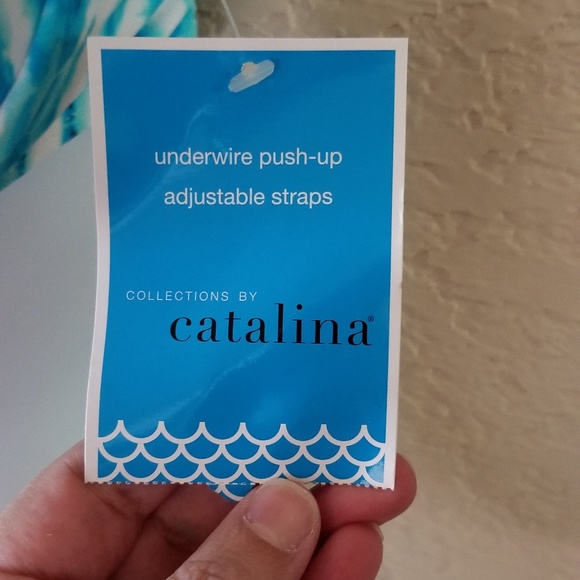 underwire push-up
adjustable straps
COLLECTIONS BY
catalina®